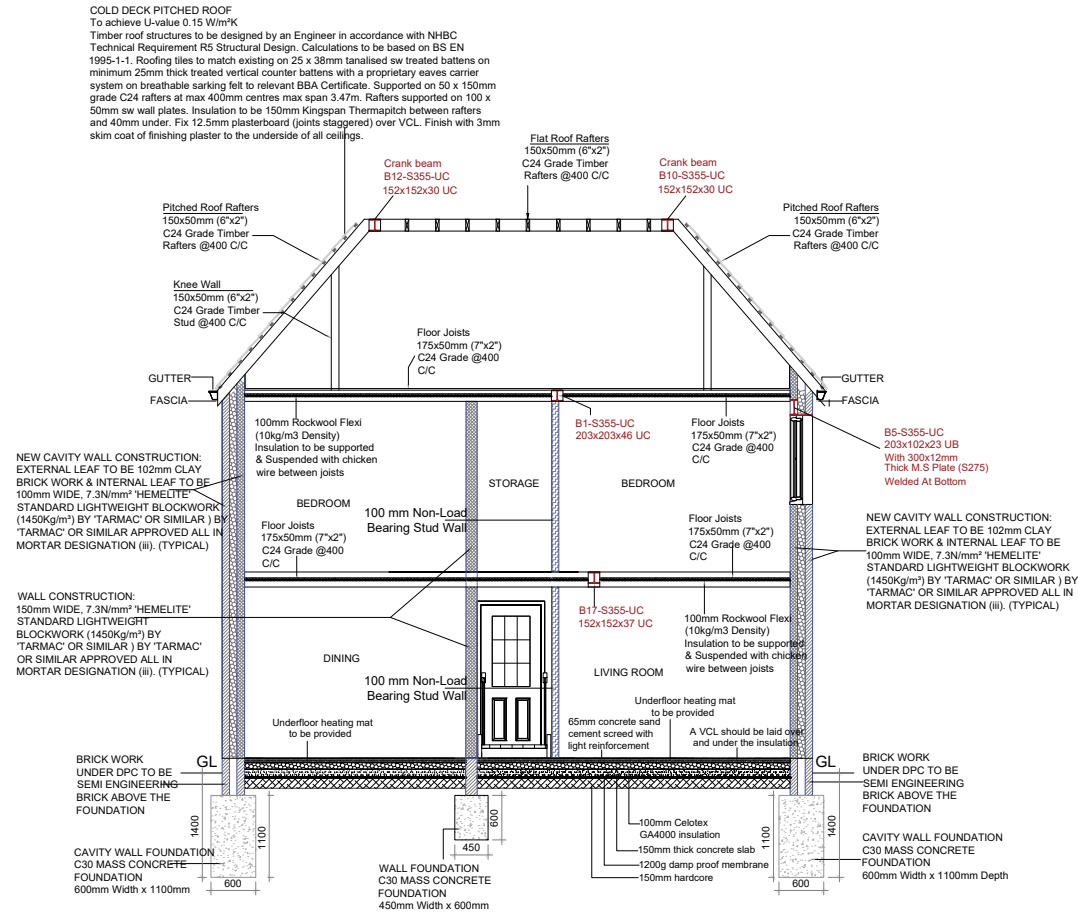 COLD DECK PITCHED ROOF
To achieve U-value 0.15 W/m²K
Timber roof structures to be designed by an Engineer in accordance with NHBC
Technical Requirement R5 Structural Design. Calculations to be based on BS EN
1995-1-1. Roofing tiles to match existing on 25 x 38mm tanalised sw treated battens on
minimum 25mm thick treated vertical counter battens with a proprietary eaves carrier
system on breathable sarking felt to relevant BBA Certificate. Supported on 50 x 150mm
grade C24 rafters at max 400mm centres max span 3.47m. Rafters supported on 100 x
50mm sw wall plates. Insulation to be 150mm Kingspan Thermapitch between rafters
and 40mm under. Fix 12.5mm plasterboard (joints staggered) over VCL. Finish with 3mm
skim coat of finishing plaster to the underside of all ceilings.
Flat Roof Rafters
150x50mm (6"x2")
C24 Grade Timber
Rafters @400 C/C
Crank beam
B12-S355-UC
152x152x30 UC
Crank beam
B10-S355-UC
152x152x30 UC
Pitched Roof Rafters
150x50mm (6"x2")
C24 Grade Timber
Rafters @400 C/C
Pitched Roof Rafters
150x50mm (6"x2")
C24 Grade Timber
Rafters @400 C/C
Knee Wall
150x50mm (6"x2")
C24 Grade Timber
Stud @400 C/C
Floor Joists
175x50mm (7"x2")
C24 Grade @400
C/C
GUTTER
FASCIA
GUTTER
FASCIA
100mm Rockwool Flexi
(10kg/m3 Density)
Insulation to be supported
& Suspended with chicken
wire between joists
B1-S355-UC
203x203x46 UC
Floor Joists
175x50mm (7"x2")
C24 Grade @400
C/C
B5-S355-UC
203x102x23 UB
With 300x12mm
Thick M.S Plate (S275)
Welded At Bottom
NEW CAVITY WALL CONSTRUCTION:
EXTERNAL LEAF TO BE 102mm CLAY
BRICK WORK & INTERNAL LEAF TO BE
100mm WIDE, 7.3N/mm² 'HEMELITE'
STANDARD LIGHTWEIGHT BLOCKWORK
(1450Kg/m³) BY 'TARMAC' OR SIMILAR ) BY
'TARMAC' OR SIMILAR APPROVED ALL IN
MORTAR DESIGNATION (iii). (TYPICAL)
BEDROOM
STORAGE
BEDROOM
100 mm Non-Load
Bearing Stud Wall
Floor Joists
175x50mm (7"x2")
C24 Grade @400
C/C
Floor Joists
175x50mm (7"x2")
C24 Grade @400
C/C
NEW CAVITY WALL CONSTRUCTION:
EXTERNAL LEAF TO BE 102mm CLAY
BRICK WORK & INTERNAL LEAF TO BE
100mm WIDE, 7.3N/mm² 'HEMELITE'
STANDARD LIGHTWEIGHT BLOCKWORK
(1450Kg/m³) BY 'TARMAC' OR SIMILAR ) BY
'TARMAC' OR SIMILAR APPROVED ALL IN
MORTAR DESIGNATION (iii). (TYPICAL)
WALL CONSTRUCTION:
150mm WIDE, 7.3N/mm² 'HEMELITE'
STANDARD LIGHTWEIGHT
BLOCKWORK (1450Kg/m³) BY
'TARMAC' OR SIMILAR ) BY 'TARMAC'
OR SIMILAR APPROVED ALL IN
MORTAR DESIGNATION (iii). (TYPICAL)
B17-S355-UC
152x152x37 UC
100mm Rockwool Flexi
(10kg/m3 Density)
Insulation to be supported
& Suspended with chicken
wire between joists
DINING
LIVING ROOM
100 mm Non-Load
Bearing Stud Wall
Underfloor heating mat
to be provided
65mm concrete sand
cement screed with
light reinforcement
Underfloor heating mat
to be provided
A VCL should be laid over
and under the insulation
GL
GL
BRICK WORK
UNDER DPC TO BE
SEMI ENGINEERING
BRICK ABOVE THE
FOUNDATION
BRICK WORK
UNDER DPC TO BE
SEMI ENGINEERING
BRICK ABOVE THE
FOUNDATION
1400
1100
600
600
450
1100
1400
600
CAVITY WALL FOUNDATION
C30 MASS CONCRETE
FOUNDATION
600mm Width x 1100mm
WALL FOUNDATION
C30 MASS CONCRETE
FOUNDATION
450mm Width x 600mm
100mm Celotex
GA4000 insulation
150mm thick concrete slab
1200g damp proof membrane
150mm hardcore
CAVITY WALL FOUNDATION
C30 MASS CONCRETE
FOUNDATION
600mm Width x 1100mm Depth